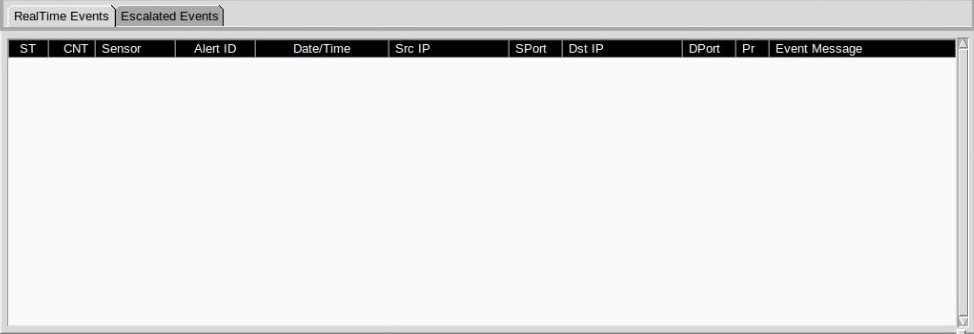 RealTime Events Escalated Events
ST CNT Sensor Alert ID Date/Time Src IP SPort Dst IP DPort Pr Event Message